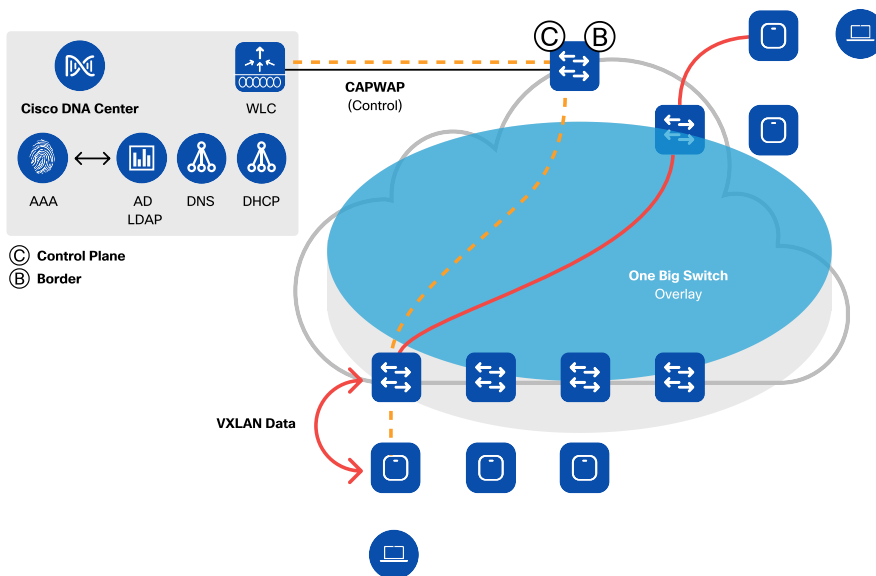 C
B
CAPWAP
(Control)
Cisco DNA Center
WLC
AAA
AD
LDAP
DNS
DHCP
C Control Plane
B Border
One Big Switch
Overlay
VXLAN Data